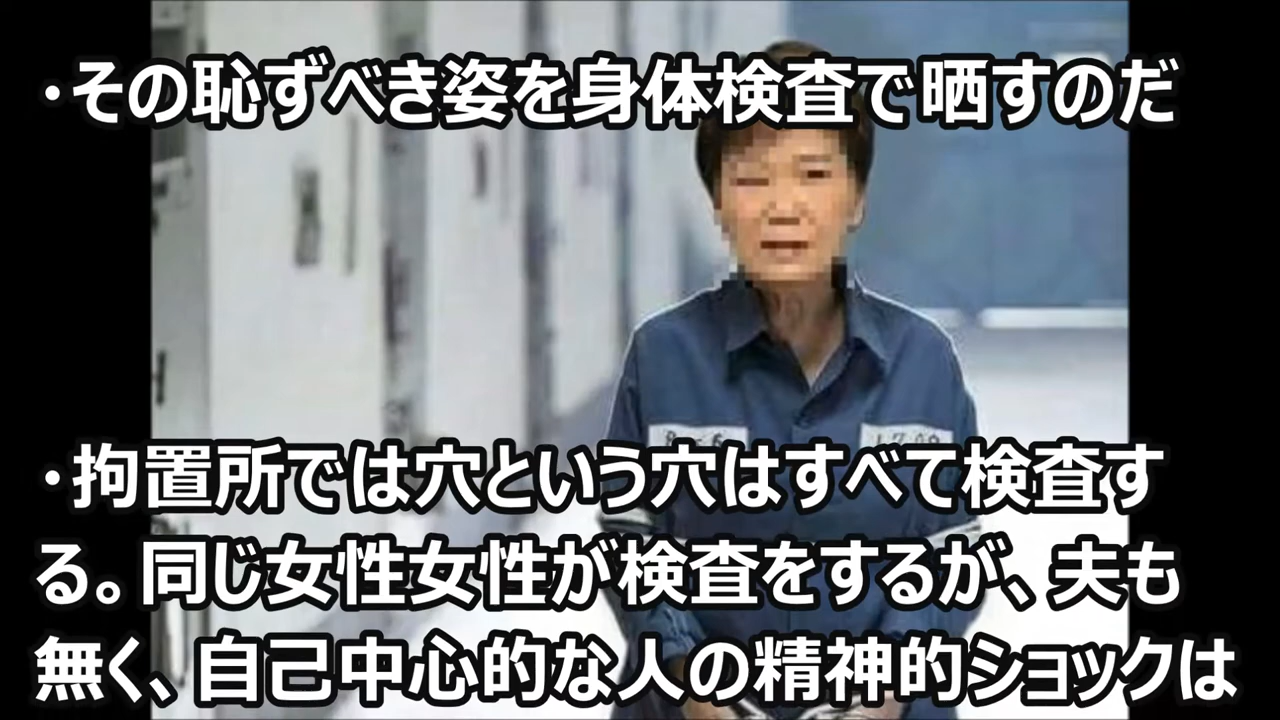 ・その恥ずべき姿を身体検査で晒すのだ
・拘置所では穴という穴はすべて検査す
る。同じ女性女性が検査をするが、夫も
無く、自己中心的な人の精神的ショックは